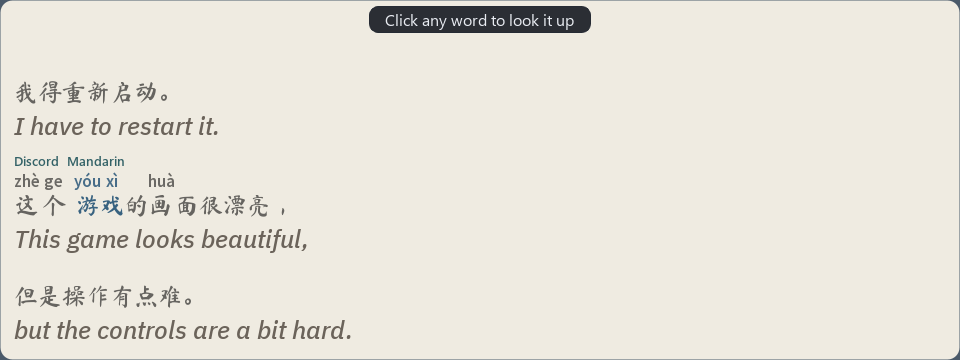 Click any word to look it up
我得重新启动。
I have to restart it.
Discord Mandarin
zhè ge yóu xì huà
这个 游戏的画面很漂亮，
This game looks beautiful,
但是操作有点难。
but the controls are a bit hard.